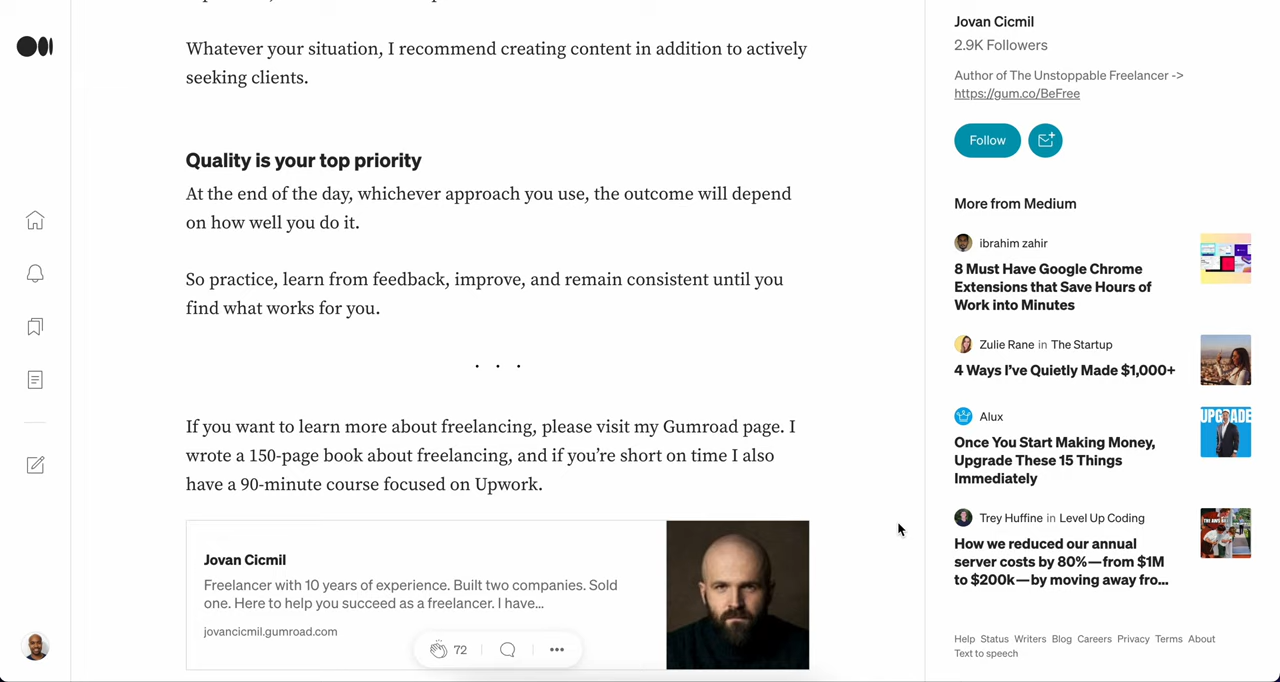 Whatever your situation, I recommend creating content in addition to actively
seeking clients.
Quality is your top priority
At the end of the day, whichever approach you use, the outcome will depend
on how well you do it.
So practice, learn from feedback, improve, and remain consistent until you
find what works for you.
. . .
If you want to learn more about freelancing, please visit my Gumroad page. I
wrote a 150-page book about freelancing, and if you’re short on time I also
have a 90-minute course focused on Upwork.
Jovan Cicmil
Freelancer with 10 years of experience. Built two companies. Sold
one. Here to help you succeed as a freelancer. I have...
jovancicmil.gumroad.com
72
Jovan Cicmil
2.9K Followers
Author of The Unstoppable Freelancer ->
https://gum.co/BeFree
Follow
More from Medium
ibrahim zahir
8 Must Have Google Chrome
Extensions that Save Hours of
Work into Minutes
Zulie Rane in The Startup
4 Ways I’ve Quietly Made $1,000+
Alux
Once You Start Making Money,
Upgrade These 15 Things
Immediately
UPGRADE
Trey Huffine in Level Up Coding
How we reduced our annual
server costs by 80%—from $1M
to $200k—by moving away fro...
Help Status Writers Blog Careers Privacy Terms About
Text to speech